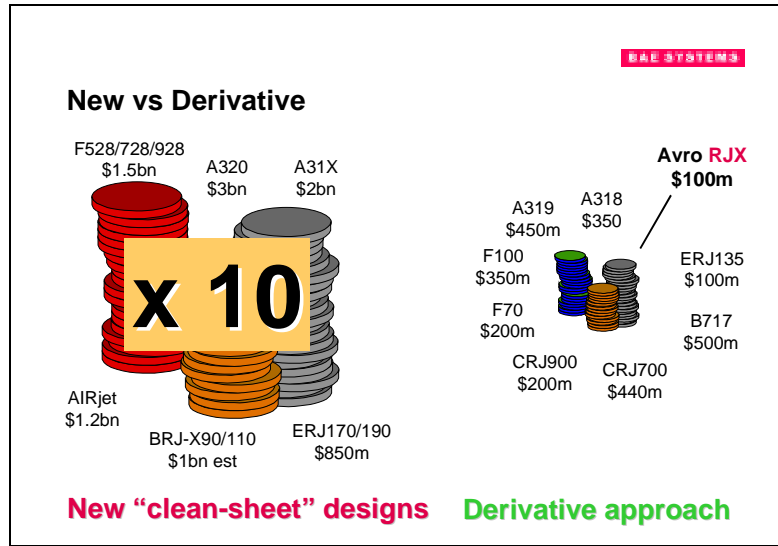 BAE SYSTEMS
New vs Derivative
F528/728/928
$1.5bn
A320
$3bn
A31X
$2bn
x 10
AIRjet
$1.2bn
BRJ-X90/110
$1bn est
ERJ170/190
$850m
New “clean-sheet” designs
Avro RJX
$100m
A318
$350
A319
$450m
F100
$350m
ERJ135
$100m
F70
$200m
B717
$500m
CRJ900
$200m
CRJ700
$440m
Derivative approach